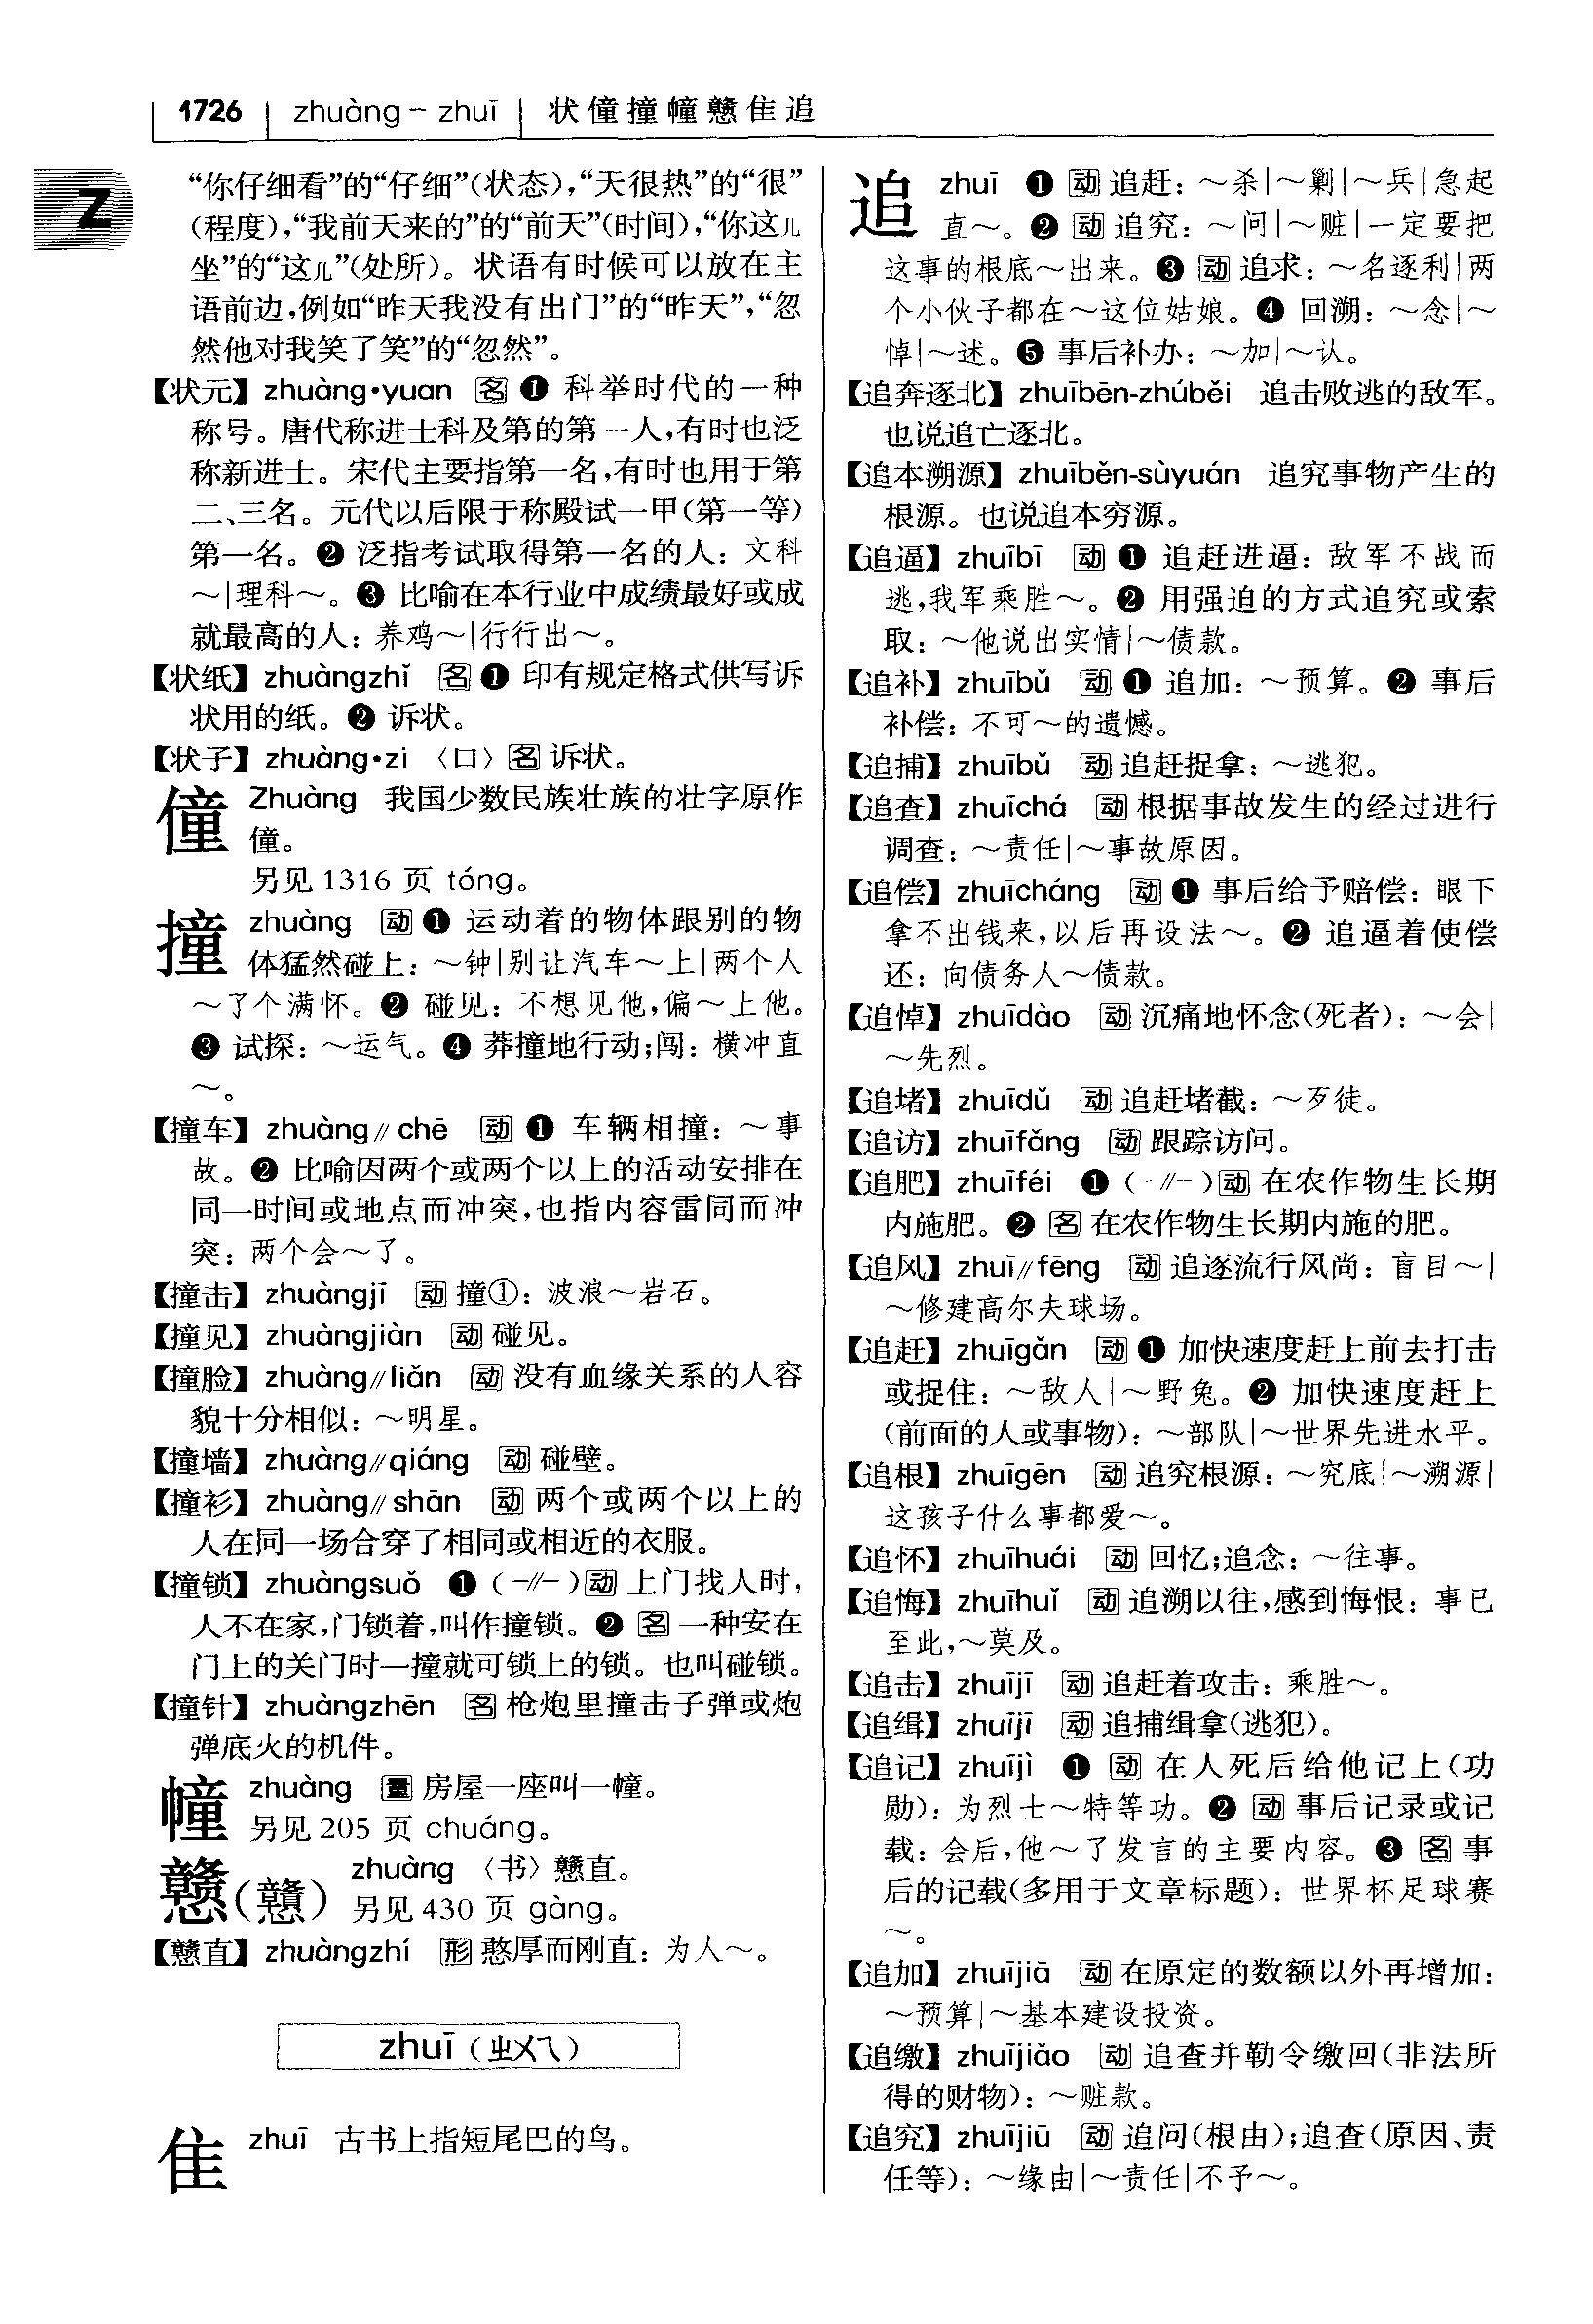 1726 zhuàng – zhuī 状僮撞幢戆隹追
Z
“你仔细看”的“仔细”(状态),“天很热”的“很”
(程度),“我前天来的”的“前天”(时间),“你这儿
坐”的“这儿”(处所)。状语有时候可以放在主
语前边,例如“昨天我没有出门”的“昨天”,“忽
然他对我笑了笑”的“忽然”。
【状元】 zhuàng•yuan 名 ❶ 科举时代的一种
称号。唐代称进士科及第的第一人,有时也泛
称新进士。宋代主要指第一名,有时也用于第
二、三名。元代以后限于称殿试一甲(第一等)
第一名。❷ 泛指考试取得第一名的人：文科
～|理科～。❸ 比喻在本行业中成绩最好或成
就最高的人：养鸡～|行行出～。
【状纸】 zhuàngzhǐ 名 ❶ 印有规定格式供写诉
状用的纸。❷ 诉状。
【状子】 zhuàng•zi 〈口〉 名 诉状。
僮 Zhuàng 我国少数民族壮族的壮字原作
僮。
另见 1316 页 tóng。
撞 zhuàng 动 ❶ 运动着的物体跟别的物
体猛然碰上：～钟|别让汽车～上|两个人
～了个满怀。❷ 碰见：不想见他,偏～上他。
❸ 试探：～运气。❹ 莽撞地行动;闯：横冲直
～。
【撞车】 zhuàng∥chē 动 ❶ 车辆相撞：～事
故。❷ 比喻因两个或两个以上的活动安排在
同一时间或地点而冲突,也指内容雷同而冲
突：两个会～了。
【撞击】 zhuàngjī 动 撞①：波浪～岩石。
【撞见】 zhuàngjiàn 动 碰见。
【撞脸】 zhuàng∥liǎn 动 没有血缘关系的人容
貌十分相似：～明星。
【撞墙】 zhuàng∥qiáng 动 碰壁。
【撞衫】 zhuàng∥shān 动 两个或两个以上的
人在同一场合穿了相同或相近的衣服。
【撞锁】 zhuàngsuǒ ❶ (-∥-) 动 上门找人时,
人不在家,门锁着,叫作撞锁。❷ 名 一种安在
门上的关门时一撞就可锁上的锁。也叫碰锁。
【撞针】 zhuàngzhēn 名 枪炮里撞击子弹或炮
弹底火的机件。
幢 zhuàng 量 房屋一座叫一幢。
另见 205 页 chuáng。
戆(戇) zhuàng 〈书〉 戆直。
另见 430 页 gàng。
【戆直】 zhuàngzhí 形 憨厚而刚直：为人～。
zhuī (ㄓㄨㄟ)
隹 zhuī 古书上指短尾巴的鸟。
追 zhuī ❶ 动 追赶：～杀|～剿|～兵|急起
直～。❷ 动 追究：～问|～赃|一定要把
这事的根底～出来。❸ 动 追求：～名逐利|两
个小伙子都在～这位姑娘。❹ 回溯：～念|～
悼|～述。❺ 事后补办：～加|～认。
【追奔逐北】 zhuībēn-zhúběi 追击败逃的敌军。
也说追亡逐北。
【追本溯源】 zhuīběn-sùyuán 追究事物产生的
根源。也说追本穷源。
【追逼】 zhuībī 动 ❶ 追赶进逼：敌军不战而
逃,我军乘胜～。❷ 用强迫的方式追究或索
取：～他说出实情|～债款。
【追补】 zhuībǔ 动 ❶ 追加：～预算。❷ 事后
补偿：不可～的遗憾。
【追捕】 zhuībǔ 动 追赶捉拿：～逃犯。
【追查】 zhuīchá 动 根据事故发生的经过进行
调查：～责任|～事故原因。
【追偿】 zhuīcháng 动 ❶ 事后给予赔偿：眼下
拿不出钱来,以后再设法～。❷ 追逼着使偿
还：向债务人～债款。
【追悼】 zhuīdào 动 沉痛地怀念(死者)：～会|
～先烈。
【追堵】 zhuīdǔ 动 追赶堵截：～歹徒。
【追访】 zhuīfǎng 动 跟踪访问。
【追肥】 zhuīféi ❶ (-∥-) 动 在农作物生长期
内施肥。❷ 名 在农作物生长期内施的肥。
【追风】 zhuī∥fēng 动 追逐流行风尚：盲目～|
～修建高尔夫球场。
【追赶】 zhuīgǎn 动 ❶ 加快速度赶上前去打击
或捉住：～敌人|～野兔。❷ 加快速度赶上
(前面的人或事物)：～部队|～世界先进水平。
【追根】 zhuīgēn 动 追究根源：～究底|～溯源|
这孩子什么事都爱～。
【追怀】 zhuīhuái 动 回忆;追念：～往事。
【追悔】 zhuīhuǐ 动 追溯以往,感到悔恨：事已
至此,～莫及。
【追击】 zhuījī 动 追赶着攻击：乘胜～。
【追缉】 zhuījī 动 追捕缉拿(逃犯)。
【追记】 zhuījì ❶ 动 在人死后给他记上(功
勋)：为烈士～特等功。❷ 动 事后记录或记
载：会后,他～了发言的主要内容。❸ 名 事
后的记载(多用于文章标题)：世界杯足球赛
～。
【追加】 zhuījiā 动 在原定的数额以外再增加：
～预算|～基本建设投资。
【追缴】 zhuījiǎo 动 追查并勒令缴回(非法所
得的财物)：～赃款。
【追究】 zhuījiū 动 追问(根由);追查(原因、责
任等)：～缘由|～责任|不予～。